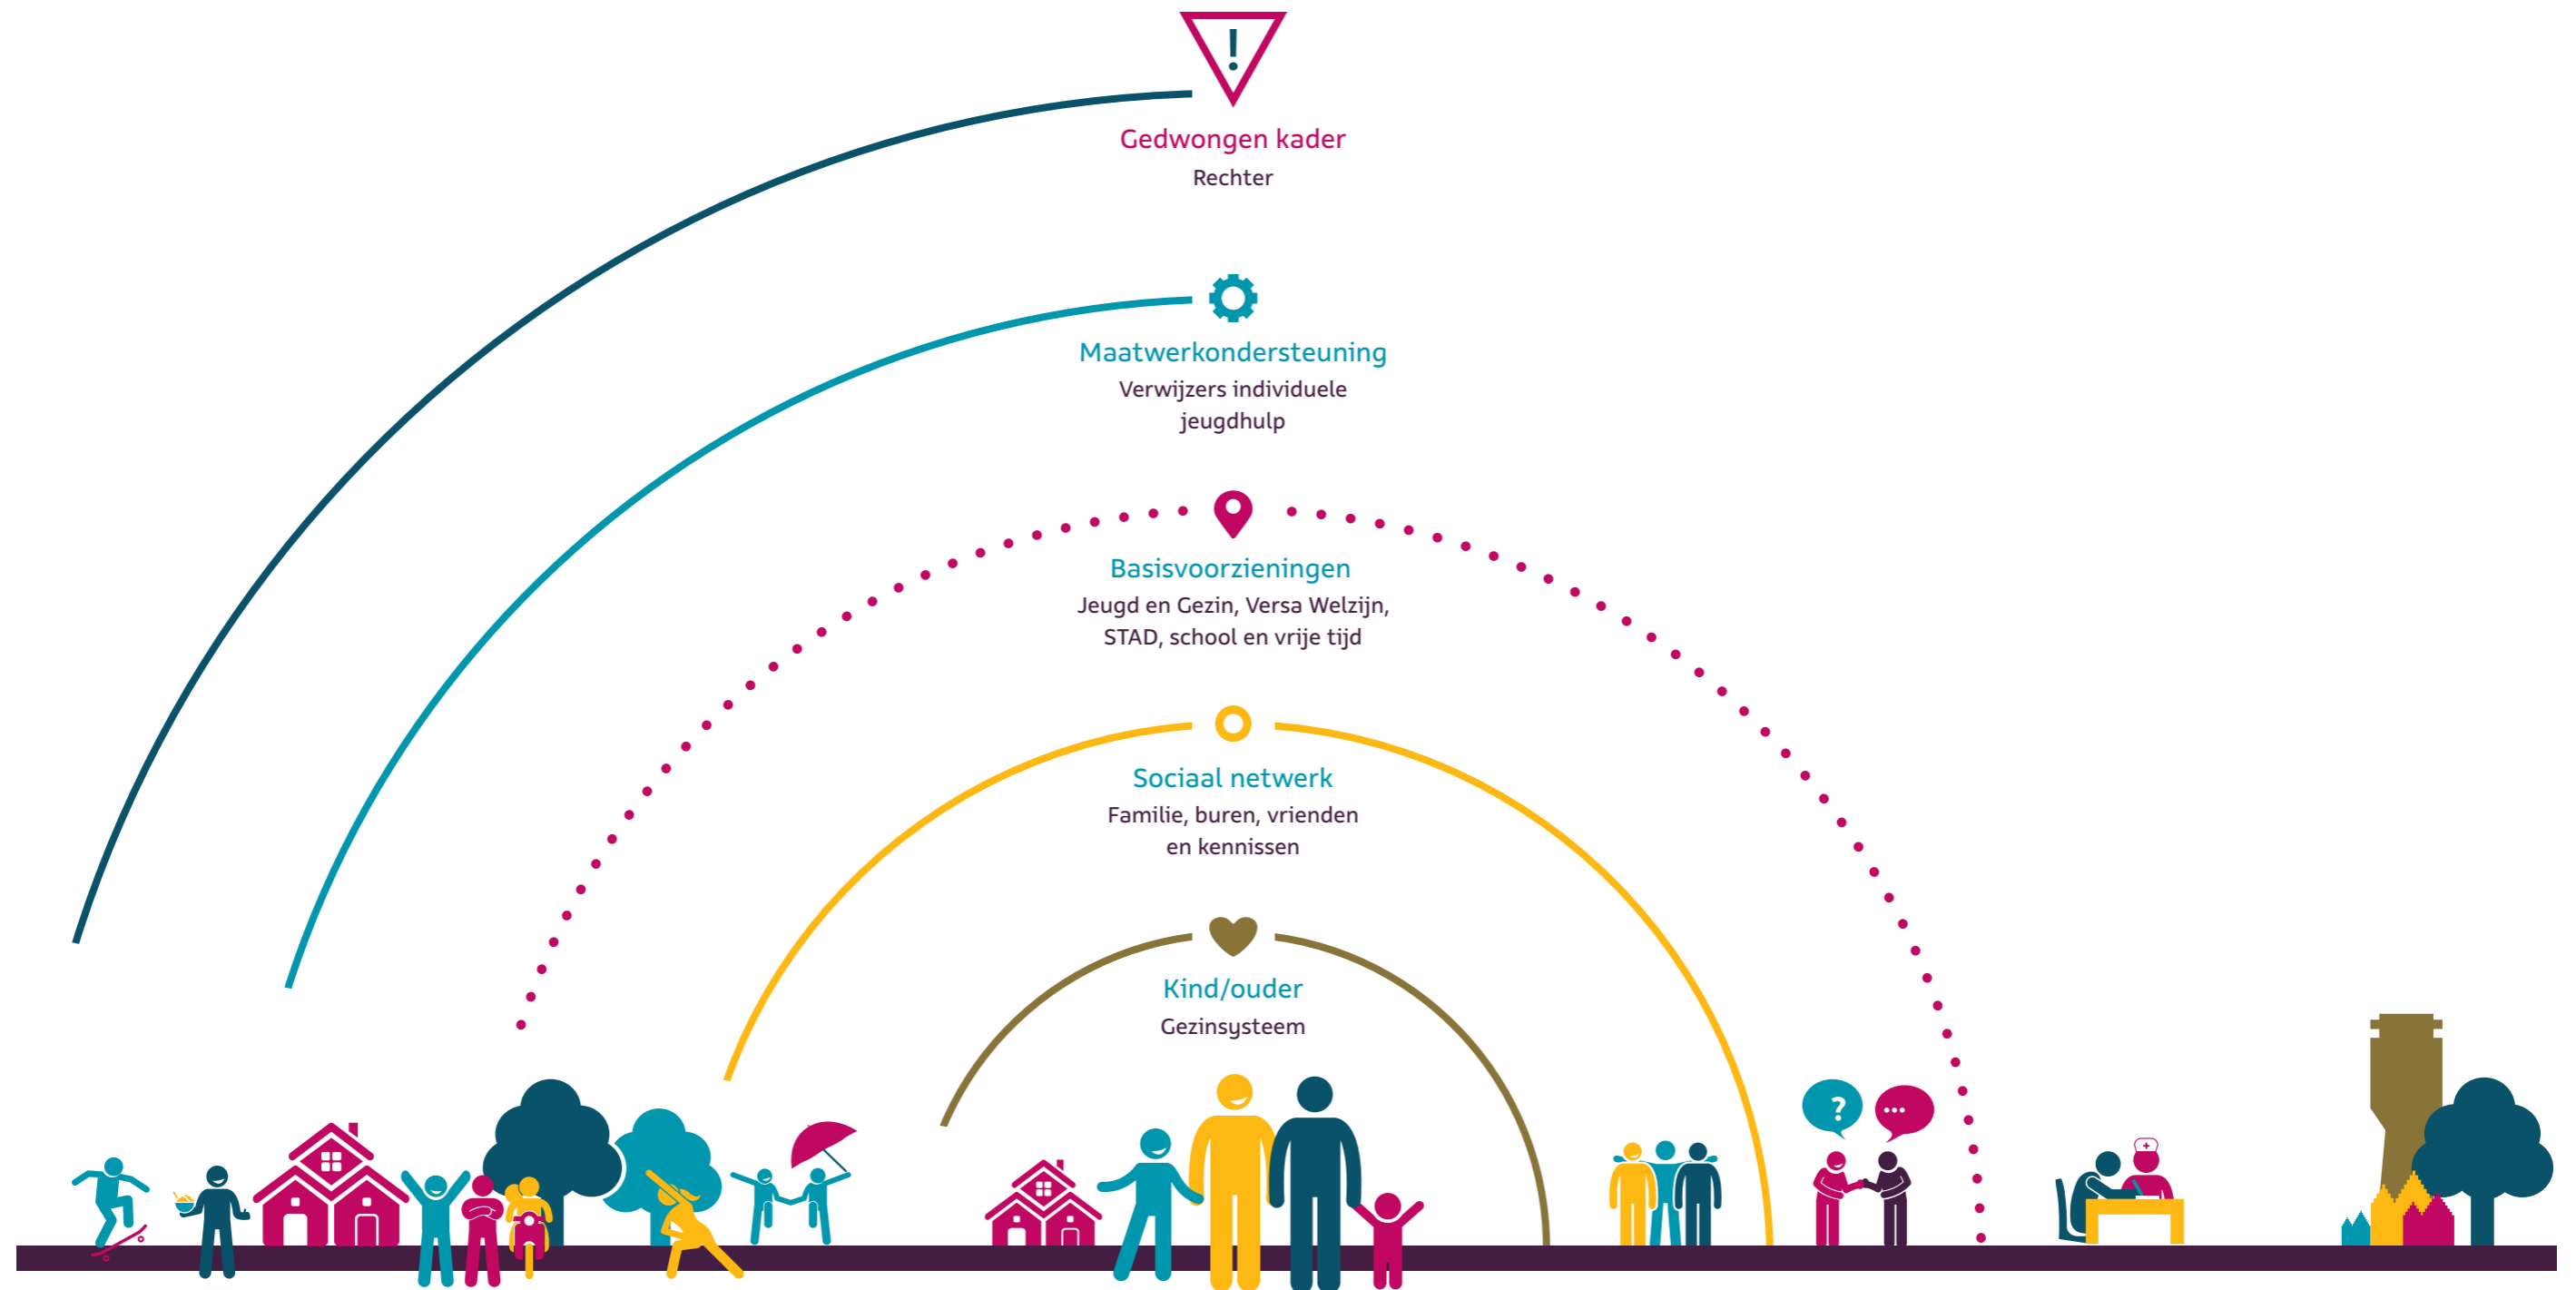 !
Gedwongen kader
Rechter
Maatwerkondersteuning
Verwijzers individuele
jeugdhulp
Basisvoorzieningen
Jeugd en Gezin, Versa Welzijn,
STAD, school en vrije tijd
Sociaal netwerk
Familie, buren, vrienden
en kennissen
Kind/ouder
Gezinsysteem
? ...